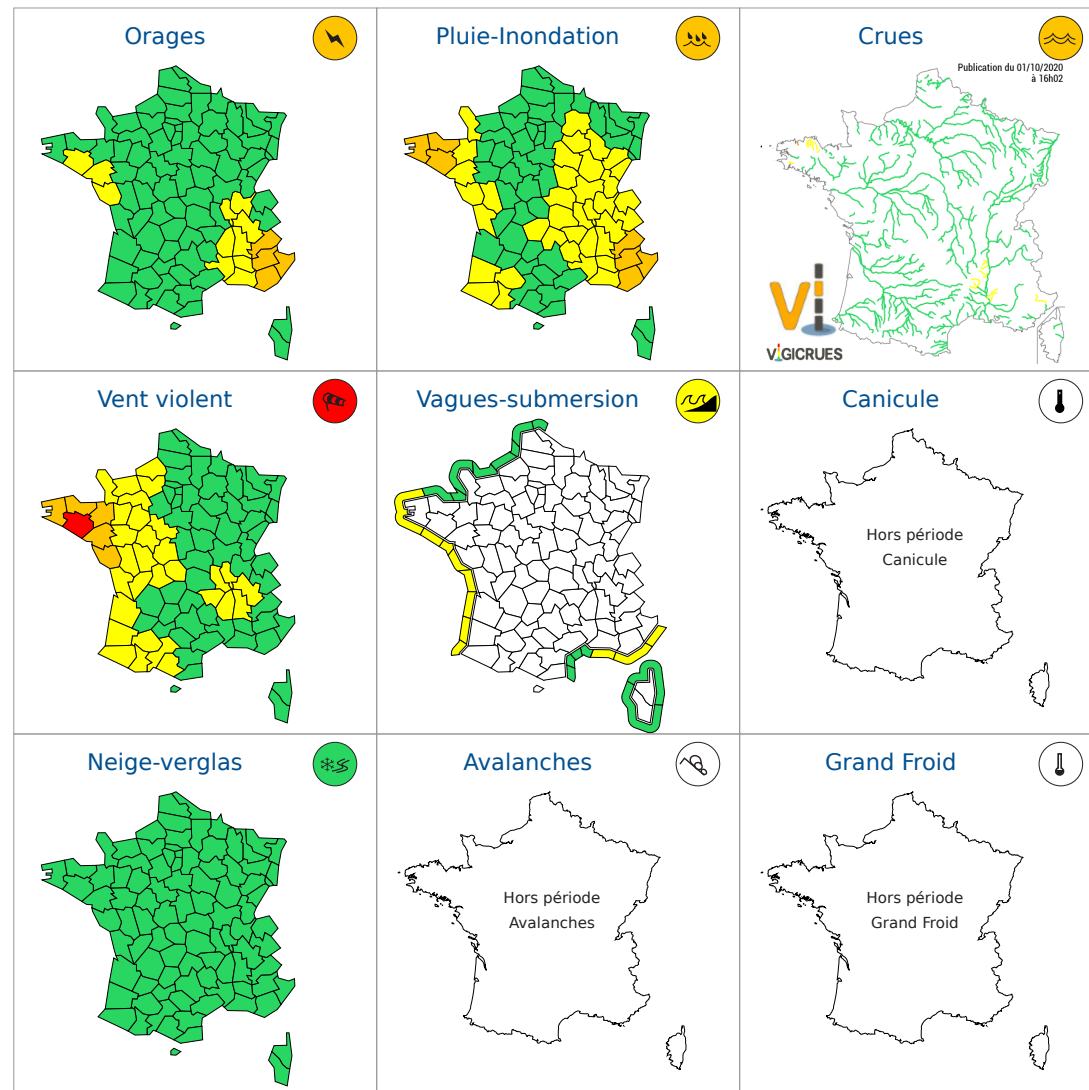 Orages
Pluie-Inondation
Crues
Publication du 01/10/2020
à 16h02
VIGICRUES
Vent violent
Vagues-submersion
Canicule
Hors période
Canicule
Neige-verglas
Avalanches
Hors période
Avalanches
Grand Froid
Hors période
Grand Froid